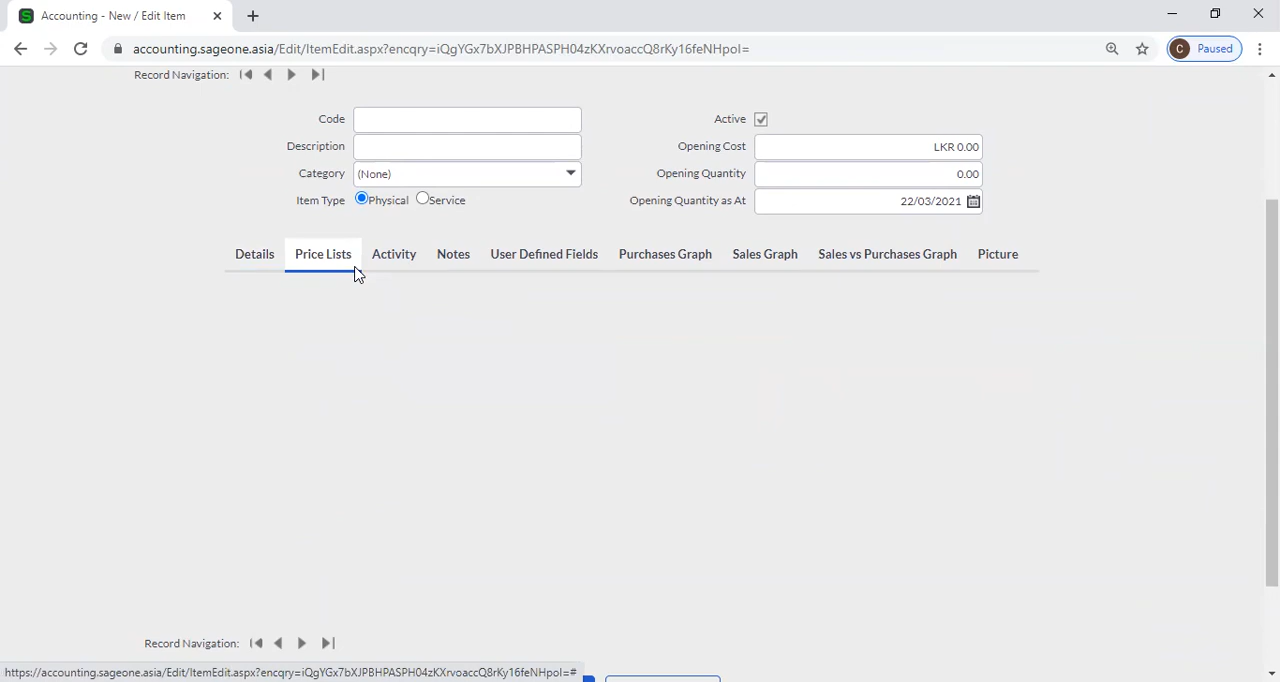 Accounting - New / Edit Item
accounting.sageone.asia/Edit/ItemEdit.aspx?encqry=iQgYGx7bXJPBHPASPH04zKXrvoaccQ8rKy16feNHpoI=
C Paused
Record Navigation:
Code
Active
Description
Opening Cost LKR 0.00
Category (None)
Opening Quantity 0.00
Item Type Physical Service
Opening Quantity as At 22/03/2021
Details Price Lists Activity Notes User Defined Fields Purchases Graph Sales Graph Sales vs Purchases Graph Picture
Record Navigation:
https://accounting.sageone.asia/Edit/ItemEdit.aspx?encqry=iQgYGx7bXJPBHPASPH04zKXrvoaccQ8rKy16feNHpoI=#